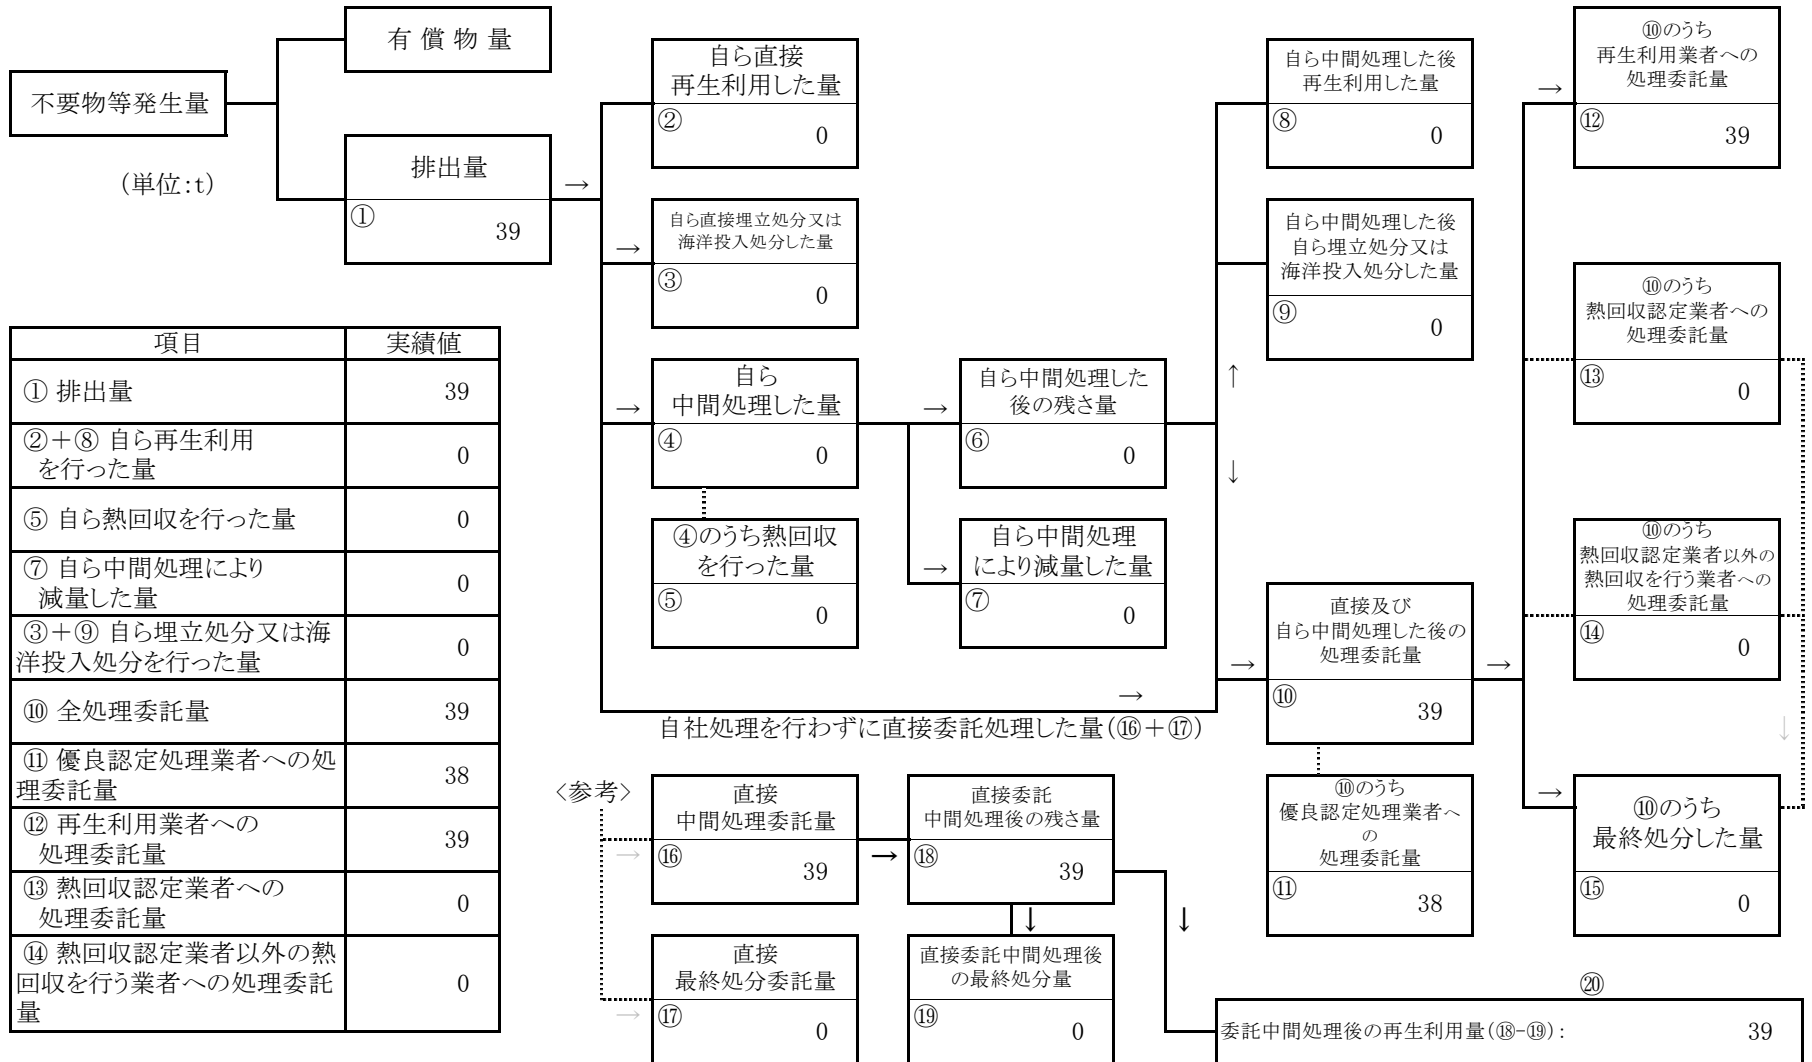 不要物等発生量
有 償 物 量
(単位:t)
排出量
① 39
→
自ら直接
再生利用した量
② 0
→
自ら直接埋立処分又は
海洋投入処分した量
③ 0
→
自ら
中間処理した量
④ 0
④のうち熱回収
を行った量
⑤ 0
→
自ら中間処理した
後の残さ量
⑥ 0
→
自ら中間処理
により減量した量
⑦ 0
↑
↓
自ら中間処理した後
再生利用した量
⑧ 0
自ら中間処理した後
自ら埋立処分又は
海洋投入処分した量
⑨ 0
→
自社処理を行わずに直接委託処理した量(⑯+⑰)
→
直接及び
自ら中間処理した後の
処理委託量
⑩ 39
→
⑩のうち
優良認定処理業者へ
の
処理委託量
⑪ 38
→
⑩のうち
再生利用業者への
処理委託量
⑫ 39
⑩のうち
熱回収認定業者への
処理委託量
⑬ 0
⑩のうち
熱回収認定業者以外の
熱回収を行う業者への
処理委託量
⑭ 0
↓
→
⑩のうち
最終処分した量
⑮ 0
項目 実績値
① 排出量 39
②+⑧ 自ら再生利用
を行った量 0
⑤ 自ら熱回収を行った量 0
⑦ 自ら中間処理により
減量した量 0
③+⑨ 自ら埋立処分又は海
洋投入処分を行った量 0
⑩ 全処理委託量 39
⑪ 優良認定処理業者への処
理委託量 38
⑫ 再生利用業者への
処理委託量 39
⑬ 熱回収認定業者への
処理委託量 0
⑭ 熱回収認定業者以外の熱
回収を行う業者への処理委託
量 0
〈参考〉
→
直接
中間処理委託量
⑯ 39
→
直接委託
中間処理後の残さ量
⑱ 39
↓
↓
→
直接
最終処分委託量
⑰ 0
直接委託中間処理後
の最終処分量
⑲ 0
⑳
委託中間処理後の再生利用量(⑱-⑲): 39